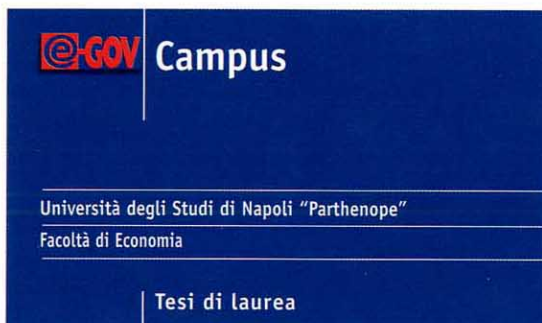 e-GOV Campus
Università degli Studi di Napoli "Parthenope"
Facoltà di Economia
Tesi di laurea